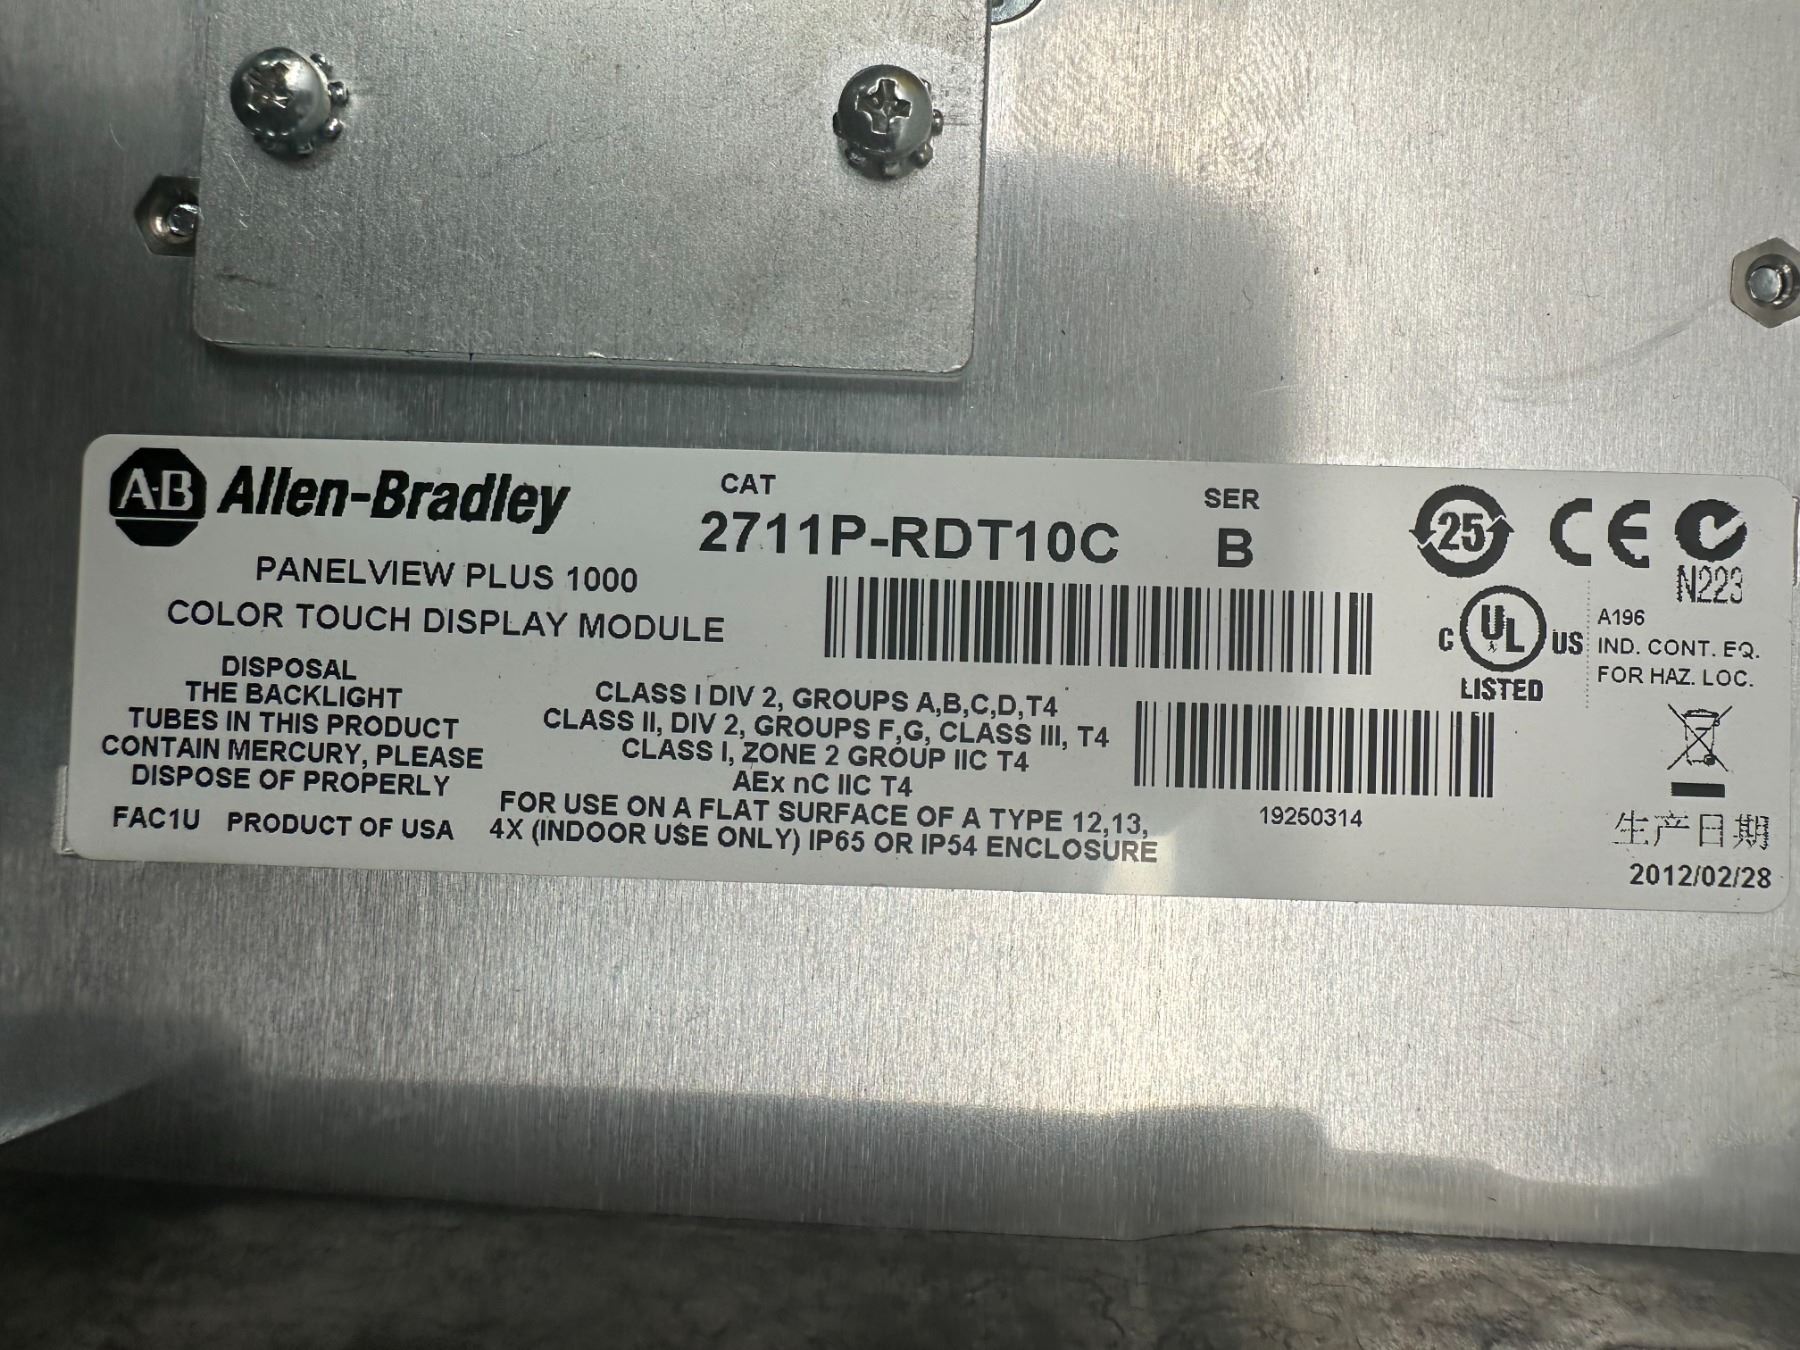 A-B Allen-Bradley
PANELVIEW PLUS 1000
COLOR TOUCH DISPLAY MODULE
DISPOSAL
THE BACKLIGHT
TUBES IN THIS PRODUCT
CONTAIN MERCURY, PLEASE
DISPOSE OF PROPERLY
FAC1U PRODUCT OF USA
CAT
2711P-RDT10C
SER
B
CLASS I DIV 2, GROUPS A,B,C,D,T4
CLASS II, DIV 2, GROUPS F,G, CLASS III, T4
CLASS I, ZONE 2 GROUP IIC T4
AEx nC IIC T4
FOR USE ON A FLAT SURFACE OF A TYPE 12,13,
4X (INDOOR USE ONLY) IP65 OR IP54 ENCLOSURE
19250314
25
CE
N223
C UL US
LISTED
A196
IND. CONT. EQ.
FOR HAZ. LOC.
生产日期
2012/02/28